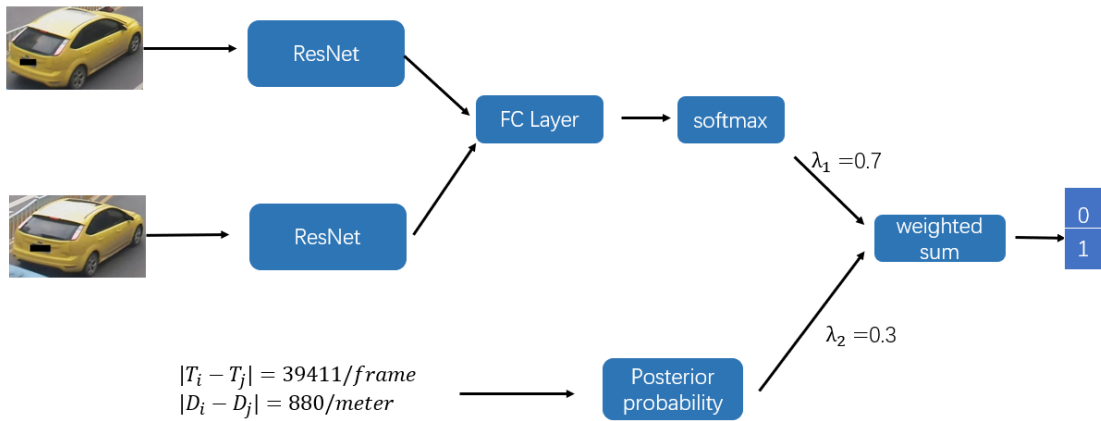 ResNet
FC Layer
softmax
λ₁ =0.7
ResNet
weighted
sum
0
1
λ₂ =0.3
|Tᵢ − Tⱼ| = 39411/frame
|Dᵢ − Dⱼ| = 880/meter
Posterior
probability